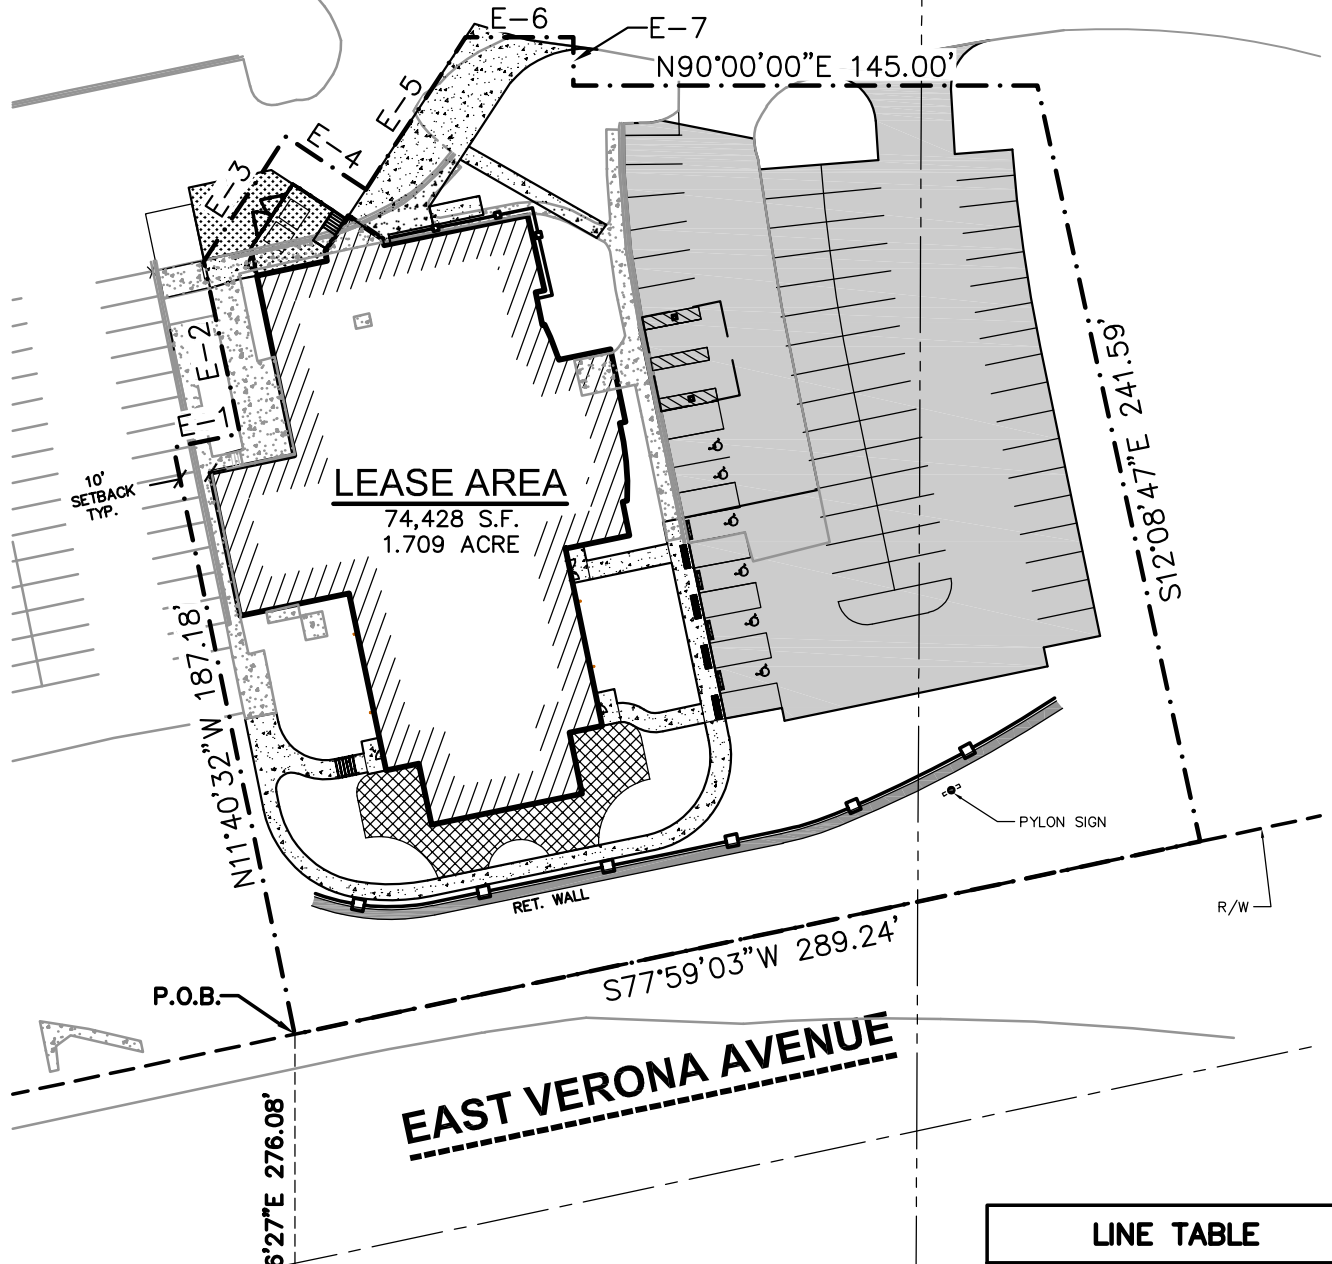 E-6
E-7
N90°00'00"E 145.00'
E-5
E-4
E-3
E-2
E-1
10'
SETBACK
TYP.
LEASE AREA
74,428 S.F.
1.709 ACRE
S12°08'47"E 241.59'
N11°40'32"W 187.18'
PYLON SIGN
RET. WALL
R/W
S77°59'03"W 289.24'
P.O.B.
EAST VERONA AVENUE
6'27"E 276.08'
LINE TABLE